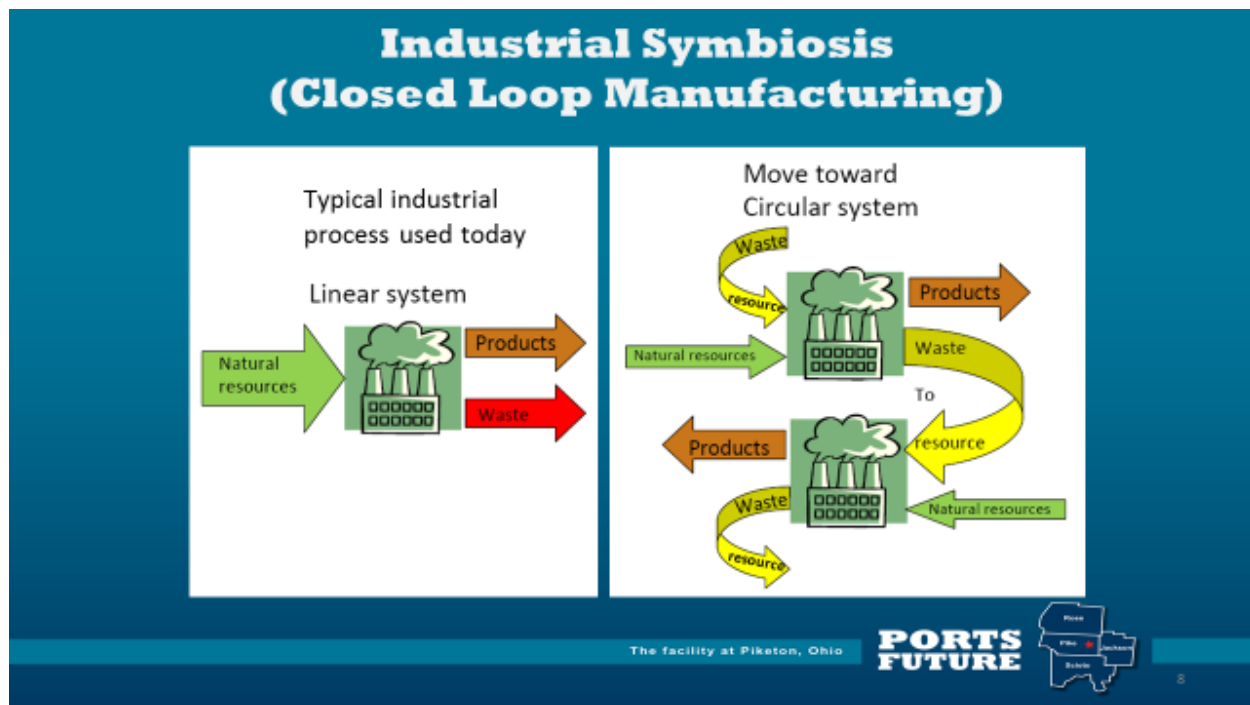 Industrial Symbiosis
(Closed Loop Manufacturing)
Typical industrial
process used today
Linear system
Natural
resources
Products
Waste
Move toward
Circular system
Waste
resource
Products
Natural resources
Waste
To
resource
Products
Natural resources
Waste
resource
The facility at Piketon, Ohio
PORTS
FUTURE
Ross
Pike
Jackson
Scioto
8